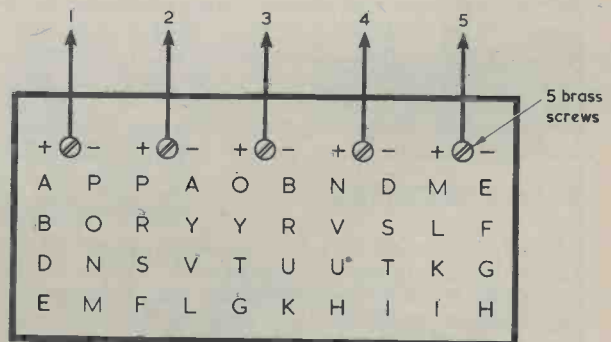 1 2 3 4 5
5 brass
screws
+ - + - + - + - + -
A P P A O B N D M E
B O R Y Y R V S L F
D N S V T U U T K G
E M F L G K H I I H